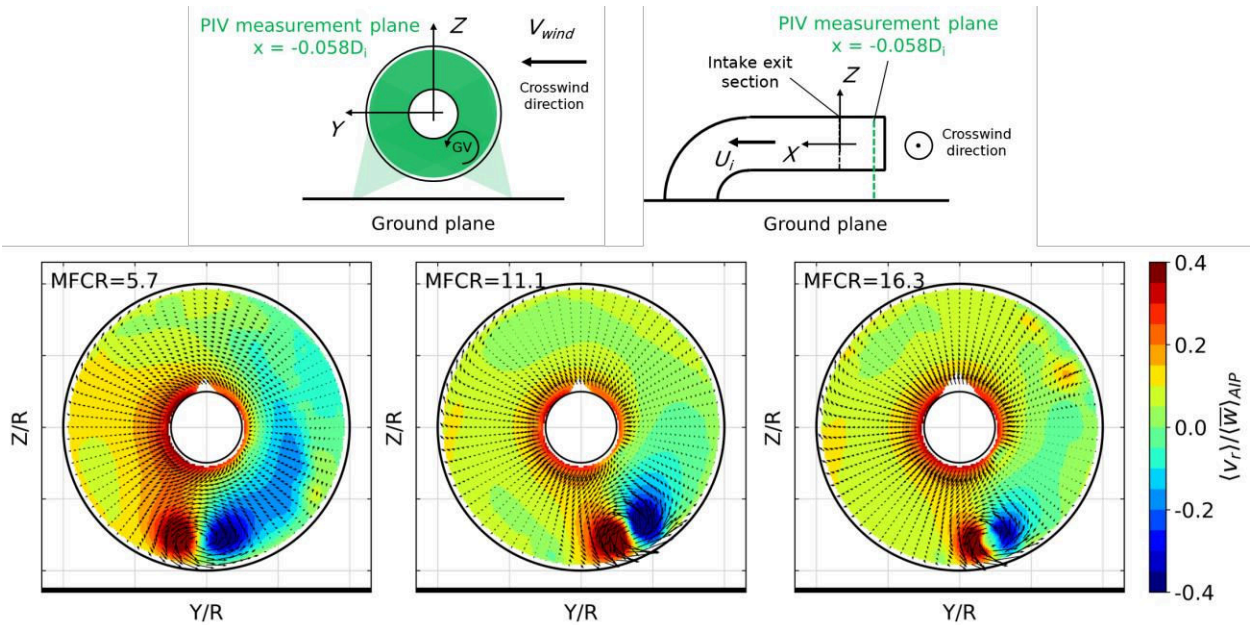 PIV measurement plane
x = -0.058Dᵢ
Z
V_wind
Crosswind
direction
Y
GV
Ground plane
PIV measurement plane
x = -0.058Dᵢ
Intake exit
section
Z
Crosswind
direction
Uᵢ
X
Ground plane
MFCR=5.7
MFCR=11.1
MFCR=16.3
Z/R
Z/R
Z/R
Y/R
Y/R
Y/R
0.4
0.2
0.0
-0.2
-0.4
⟨vᵣ⟩/⟨w̅⟩_AIP